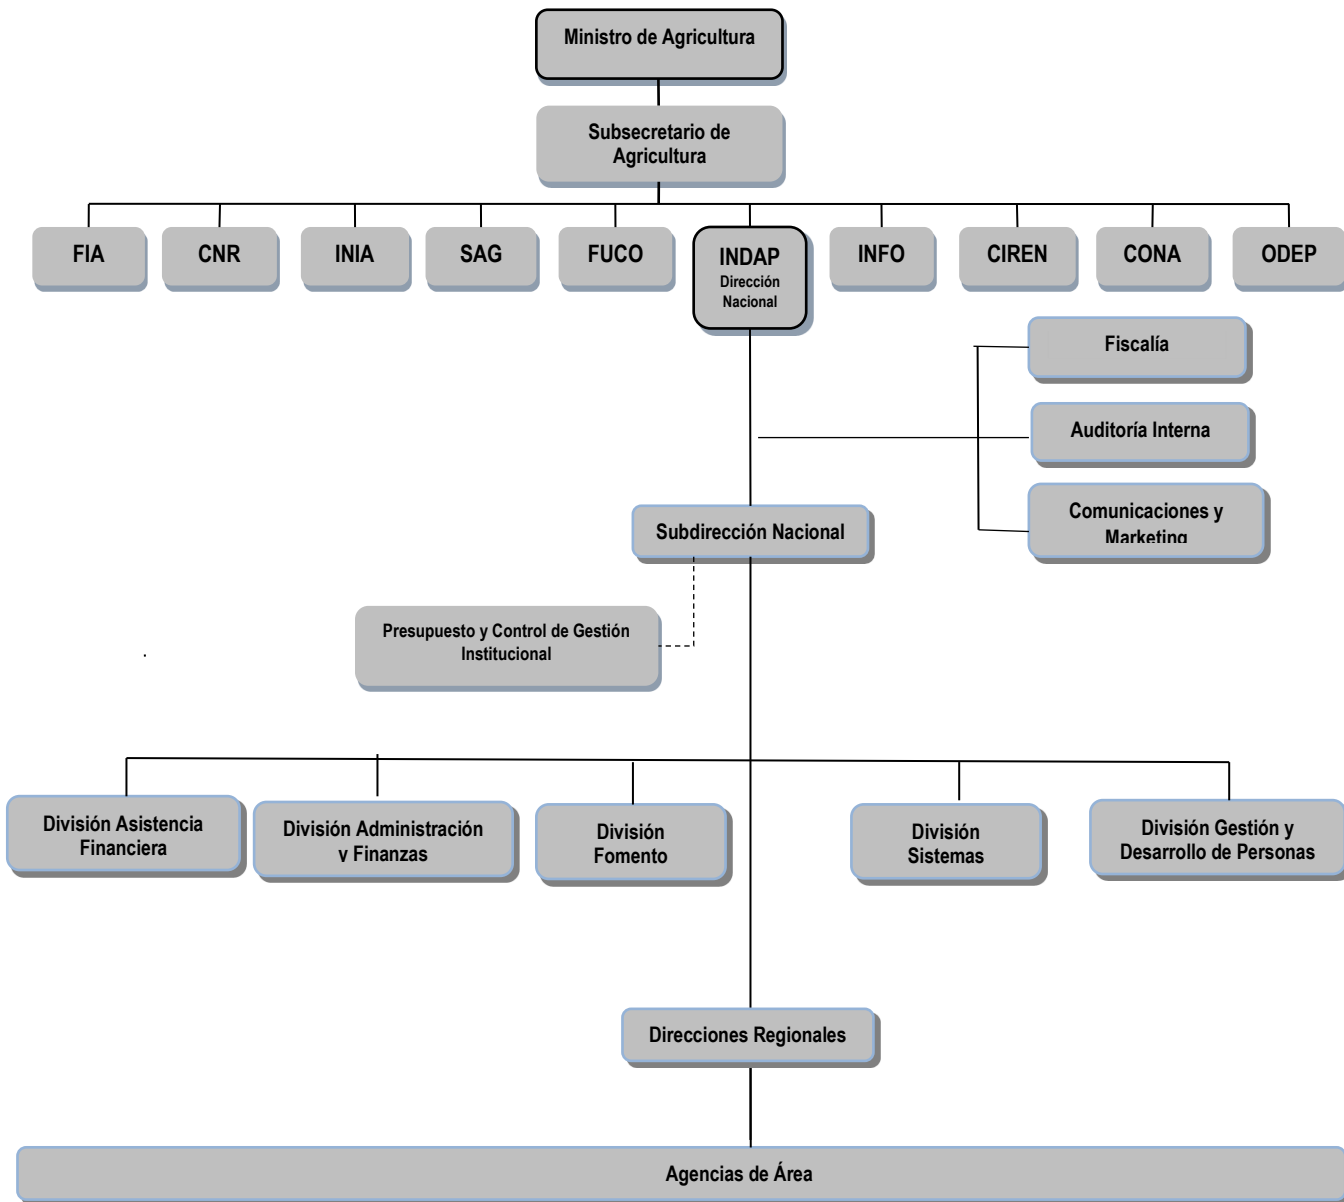 Ministro de Agricultura
Subsecretario de
Agricultura
FIA
CNR
INIA
SAG
FUCO
INDAP
Dirección
Nacional
INFO
CIREN
CONA
ODEP
Fiscalía
Auditoría Interna
Comunicaciones y
Marketing
Subdirección Nacional
Presupuesto y Control de Gestión
Institucional
División Asistencia
Financiera
División Administración
y Finanzas
División
Fomento
División
Sistemas
División Gestión y
Desarrollo de Personas
Direcciones Regionales
Agencias de Área